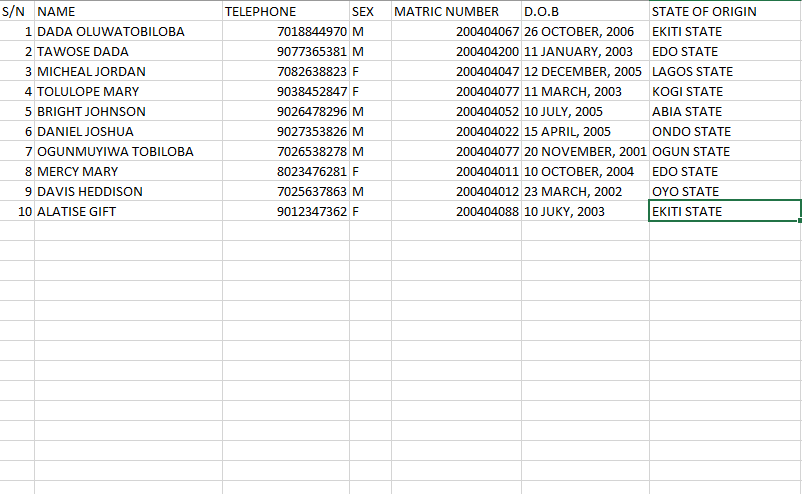 S/N NAME TELEPHONE SEX MATRIC NUMBER D.O.B STATE OF ORIGIN
1 DADA OLUWATOBILOBA 7018844970 M 200404067 26 OCTOBER, 2006 EKITI STATE
2 TAWOSE DADA 9077365381 M 200404200 11 JANUARY, 2003 EDO STATE
3 MICHEAL JORDAN 7082638823 F 200404047 12 DECEMBER, 2005 LAGOS STATE
4 TOLULOPE MARY 9038452847 F 200404077 11 MARCH, 2003 KOGI STATE
5 BRIGHT JOHNSON 9026478296 M 200404052 10 JULY, 2005 ABIA STATE
6 DANIEL JOSHUA 9027353826 M 200404022 15 APRIL, 2005 ONDO STATE
7 OGUNMUYIWA TOBILOBA 7026538278 M 200404077 20 NOVEMBER, 2001 OGUN STATE
8 MERCY MARY 8023476281 F 200404011 10 OCTOBER, 2004 EDO STATE
9 DAVIS HEDDISON 7025637863 M 200404012 23 MARCH, 2002 OYO STATE
10 ALATISE GIFT 9012347362 F 200404088 10 JUKY, 2003 EKITI STATE